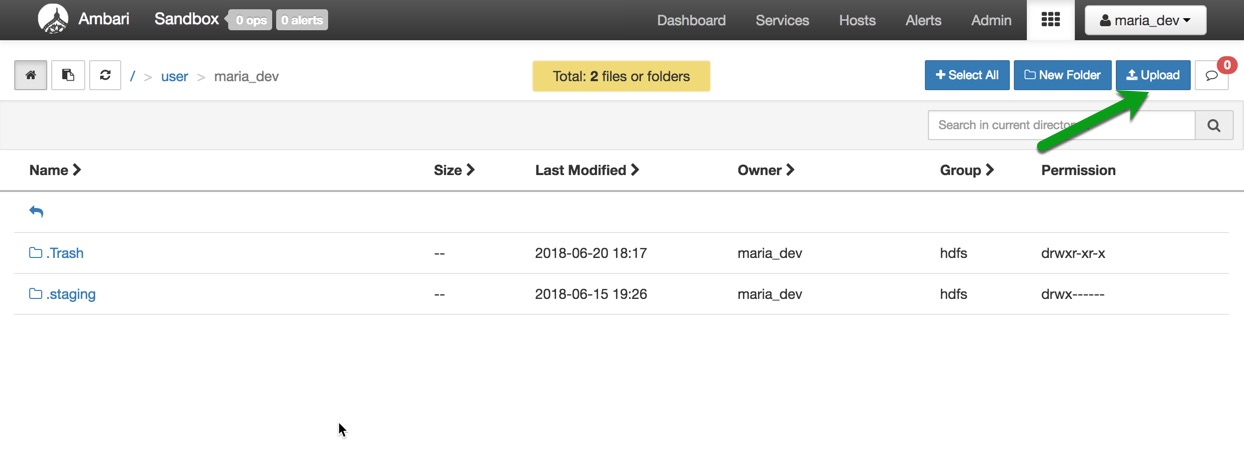 Ambari Sandbox 0 ops 0 alerts Dashboard Services Hosts Alerts Admin maria_dev
/ > user > maria_dev Total: 2 files or folders Select All New Folder Upload 0
Search in current director
Name Size Last Modified Owner Group Permission
.Trash -- 2018-06-20 18:17 maria_dev hdfs drwxr-xr-x
.staging -- 2018-06-15 19:26 maria_dev hdfs drwx------